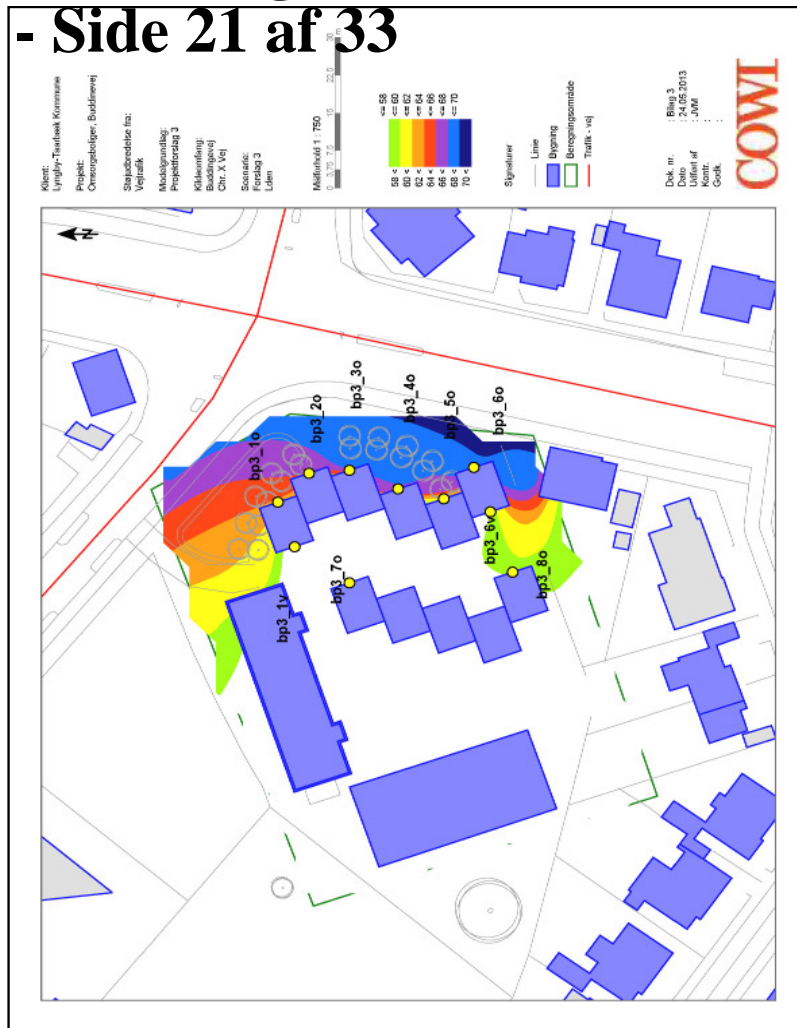 - Side 21 af 33
Klient:
Lyngby-Taarbæk Kommune
Projekt:
Omsorgsboliger, Buddinevej
Støjudbredelse fra:
Vejtrafik
Modelgrundlag:
Projektforslag 3
Kildeomfang:
Buddingevej
Chr. X. Vej
Scenarie:
Forslag 3
Lden
Målforhold 1 : 750
0 3.75 7.5 15 22.5 30 m
<= 58
58 < <= 60
60 < <= 62
62 < <= 64
64 < <= 66
66 < <= 68
68 < <= 70
70 <
Signaturer
Linie
Bygning
Beregningsområde
Trafik - vej
Dok. nr. : Bilag 3
Dato : 24.05.2013
Udført af : JVM
Kontr. :
Godk. :
COWI
N
bp3_1o
bp3_2o
bp3_3o
bp3_4o
bp3_5o
bp3_6o
bp3_1v
bp3_7o
bp3_6v
bp3_8o